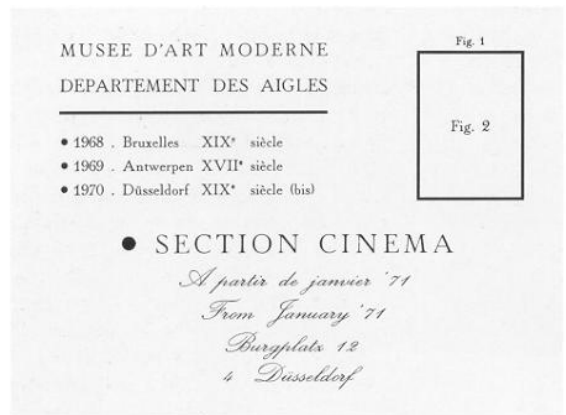 MUSEE D'ART MODERNE
DEPARTEMENT DES AIGLES
• 1968 . Bruxelles XIXᵉ siècle
• 1969 . Antwerpen XVIIᵉ siècle
• 1970 . Düsseldorf XIXᵉ siècle (bis)
Fig. 1
Fig. 2
• SECTION CINEMA
A partir de janvier '71
From January '71
Burgplatz 12
4 Düsseldorf